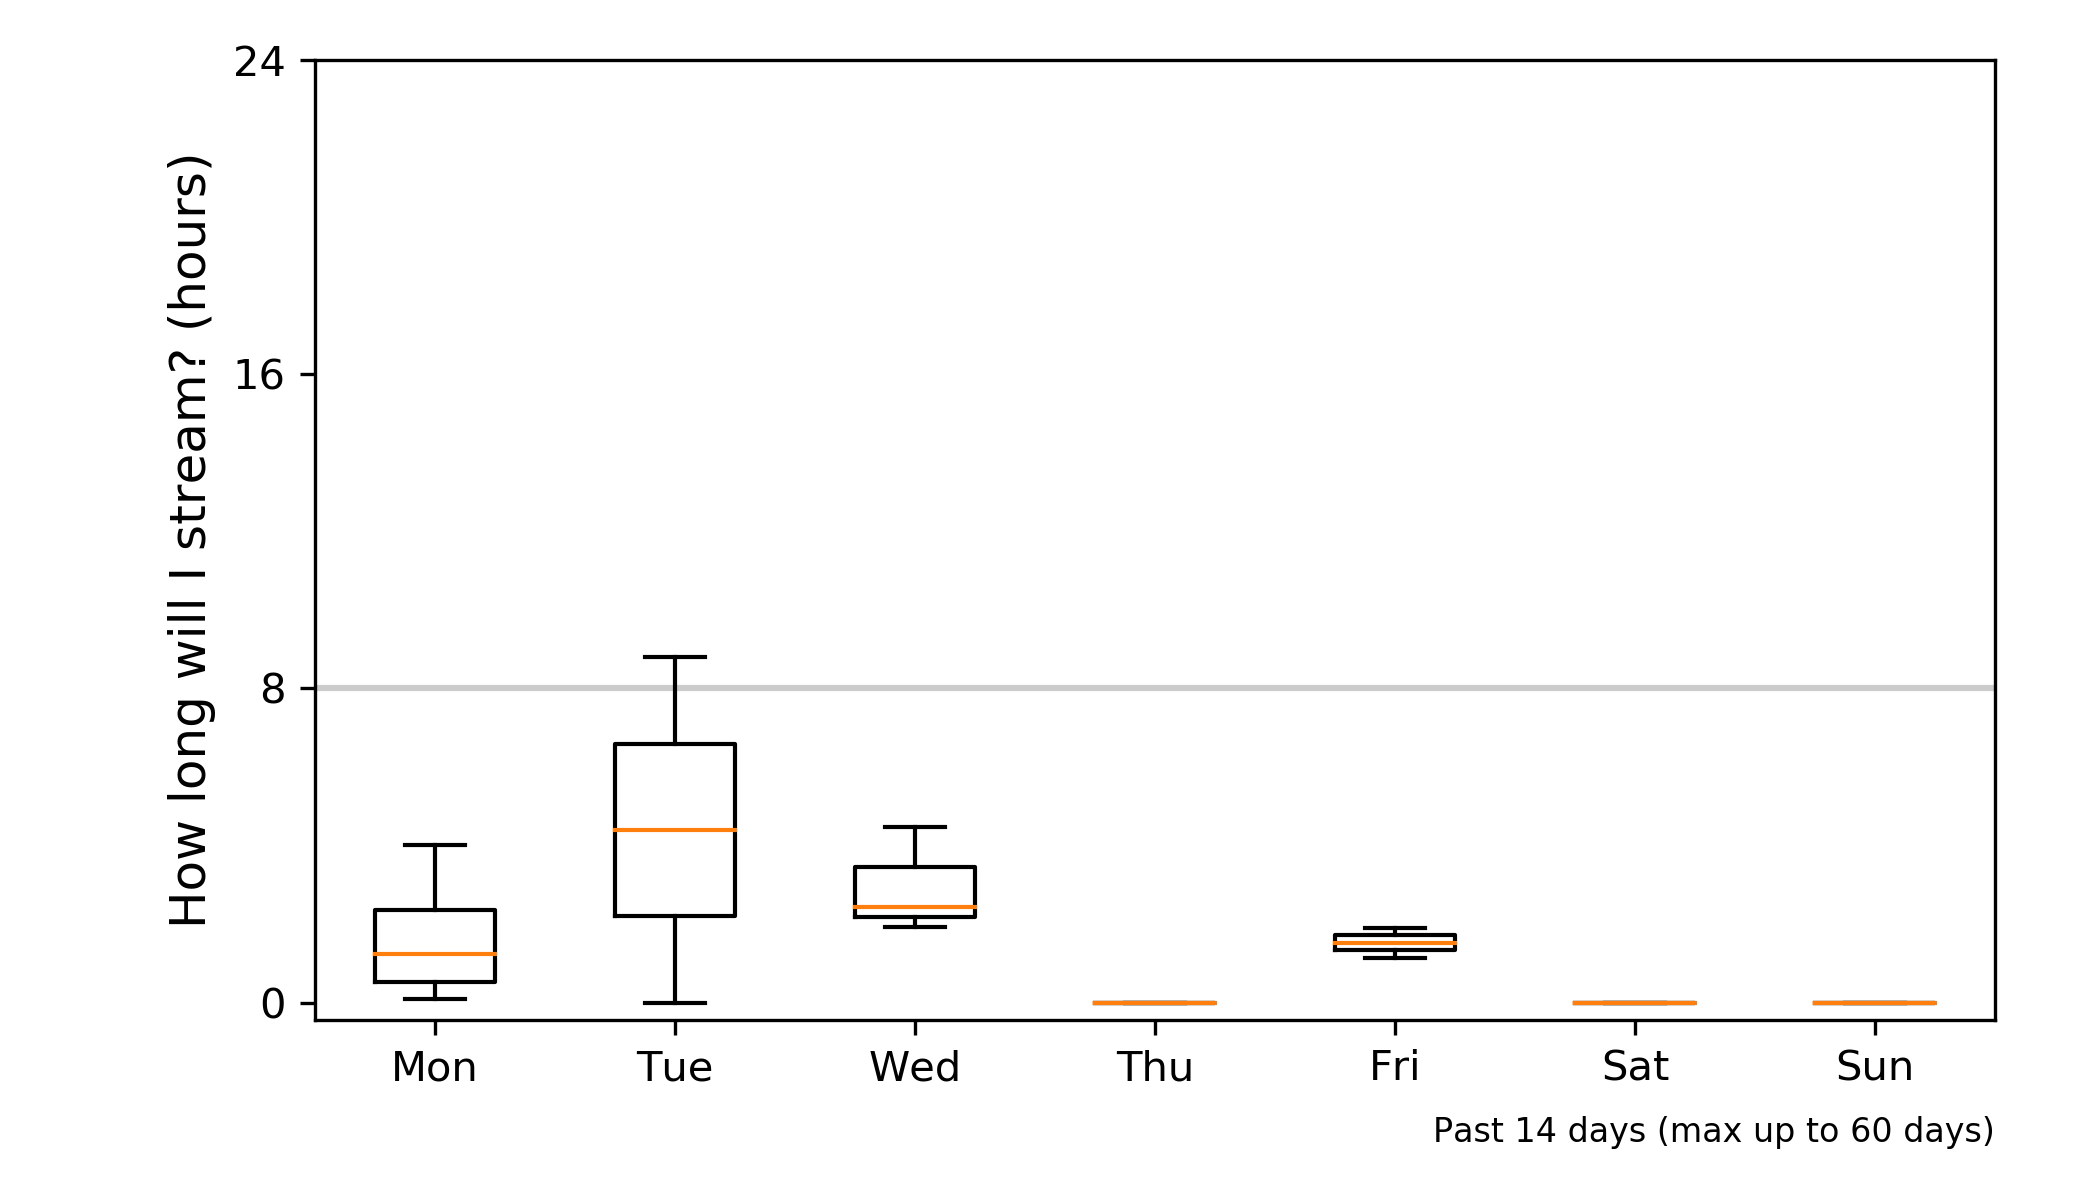 How long will I stream? (hours)
24
16
8
0
Mon Tue Wed Thu Fri Sat Sun
Past 14 days (max up to 60 days)